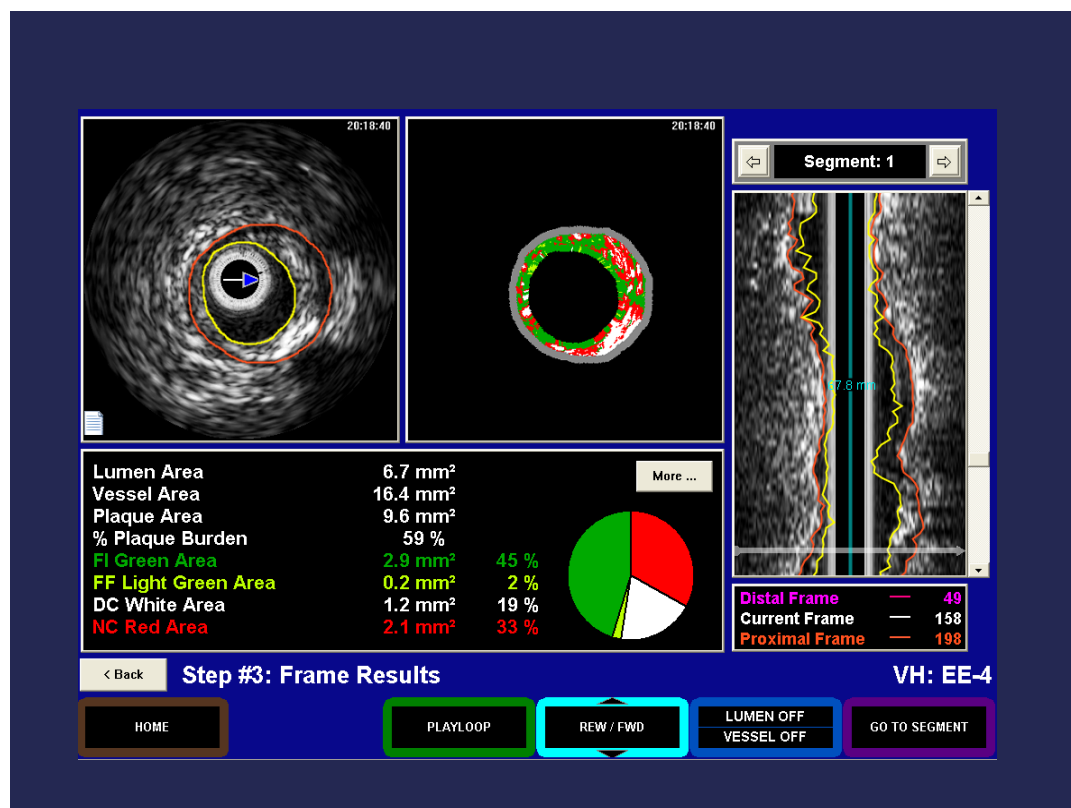 20:18:40
20:18:40
Segment: 1
Lumen Area 6.7 mm²
Vessel Area 16.4 mm²
Plaque Area 9.6 mm²
% Plaque Burden 59 %
FI Green Area 2.9 mm² 45 %
FF Light Green Area 0.2 mm² 2 %
DC White Area 1.2 mm² 19 %
NC Red Area 2.1 mm² 33 %
More ...
Distal Frame 49
Current Frame 158
Proximal Frame 198
< Back
Step #3: Frame Results
VH: EE-4
HOME
PLAYLOOP
REW / FWD
LUMEN OFF
VESSEL OFF
GO TO SEGMENT